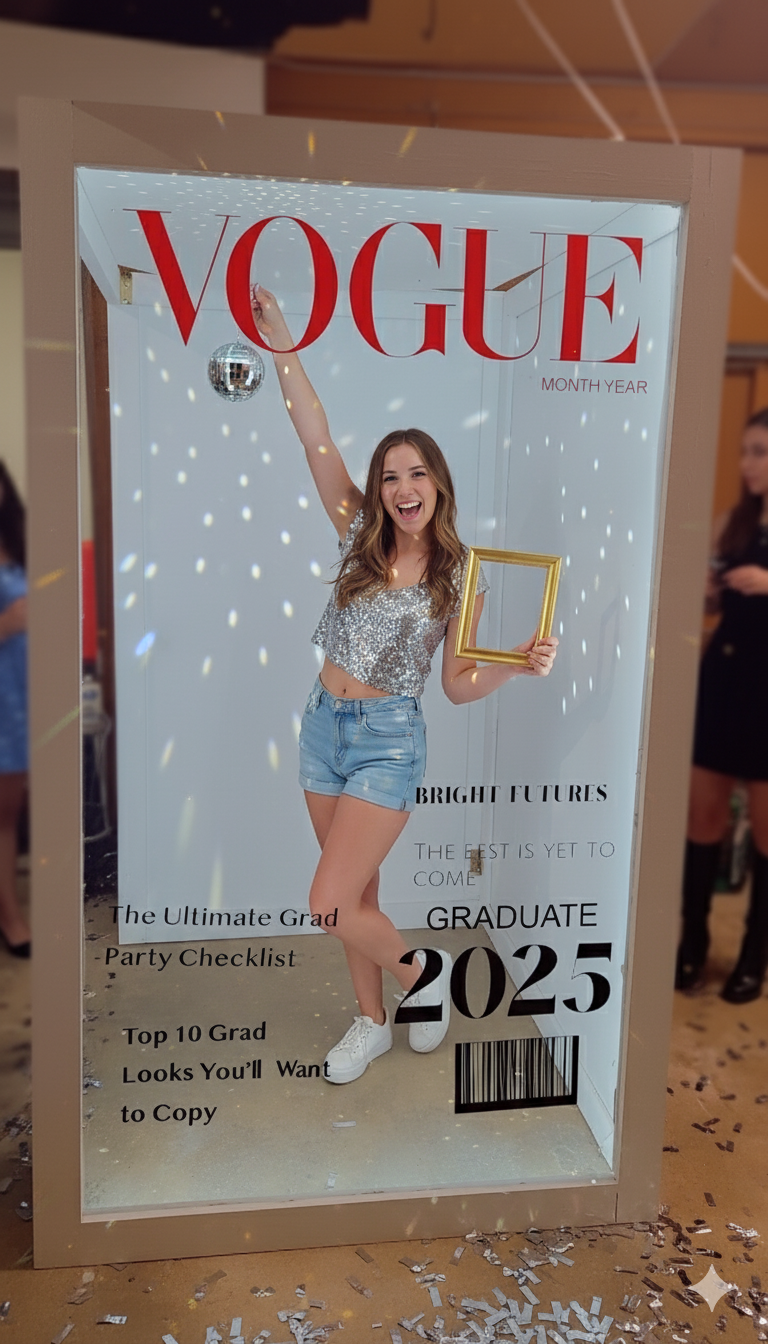 VOGUE
MONTH YEAR
BRIGHT FUTURES
THE BEST IS YET TO
COME
GRADUATE
2025
The Ultimate Grad
-Party Checklist
Top 10 Grad
Looks You'll Want
to Copy